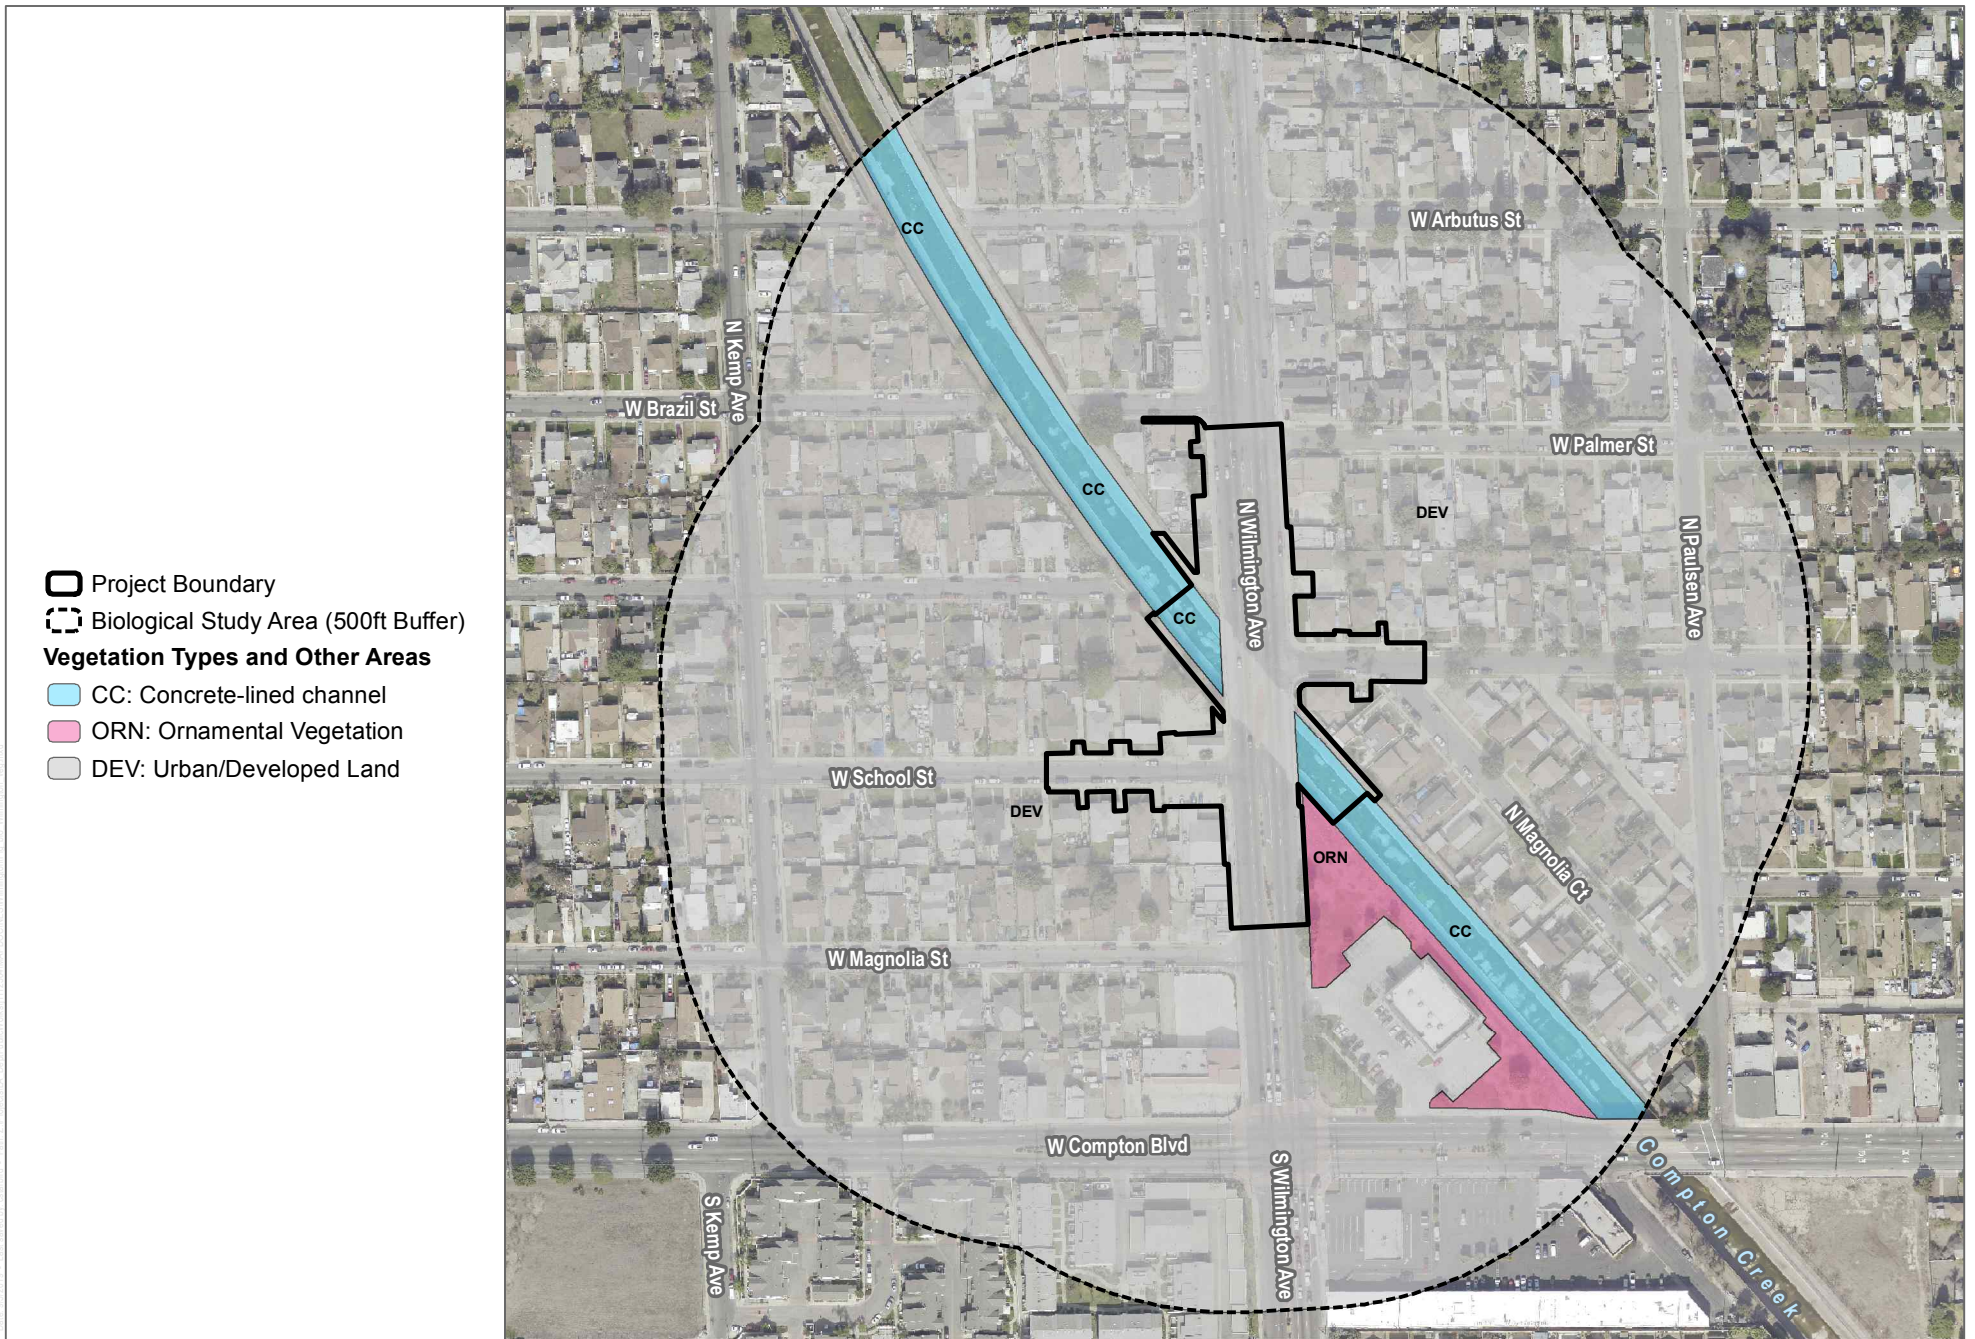 Project Boundary
Biological Study Area (500ft Buffer)
Vegetation Types and Other Areas
CC: Concrete-lined channel
ORN: Ornamental Vegetation
DEV: Urban/Developed Land
CC
W Arbutus St
N Kemp Ave
W Brazil St
W Palmer St
CC
DEV
N Wilmington Ave
N Paulsen Ave
CC
W School St
DEV
N Magnolia Ct
ORN
CC
W Magnolia St
W Compton Blvd
S Kemp Ave
S Wilmington Ave
Compton Creek